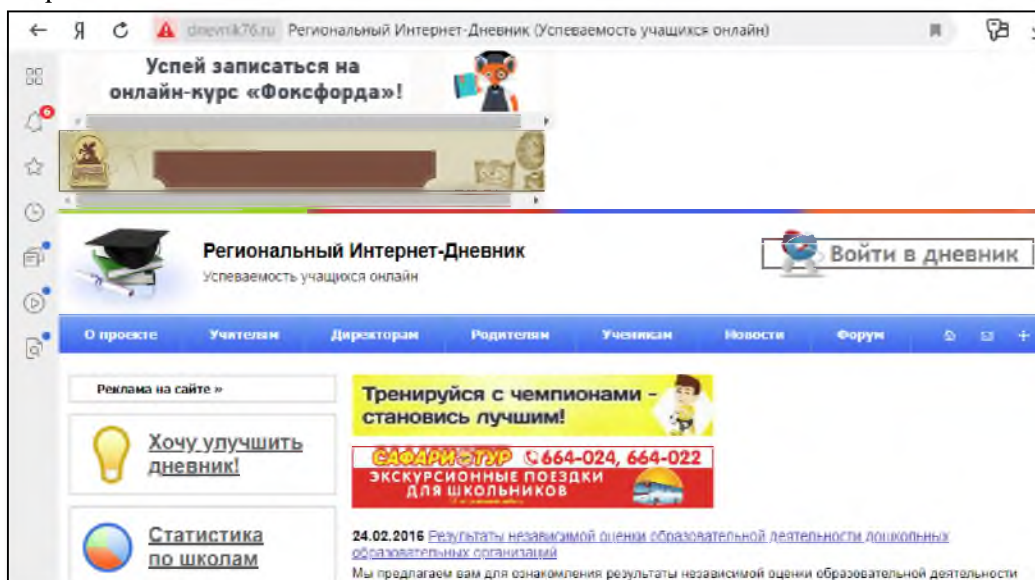 Я dnevnik76.ru Региональный Интернет-Дневник (Успеваемость учащихся онлайн)
Успей записаться на
онлайн-курс «Фоксфорда»!
6
Региональный Интернет-Дневник
Успеваемость учащихся онлайн
Войти в дневник
О проекте Учителям Директорам Родителям Ученикам Новости Форум
Реклама на сайте »
Хочу улучшить
дневник!
Статистика
по школам
Тренируйся с чемпионами -
становись лучшим!
САФАРИ-ТУР 664-024, 664-022
ЭКСКУРСИОННЫЕ ПОЕЗДКИ
ДЛЯ ШКОЛЬНИКОВ
24.02.2016 Результаты независимой оценки образовательной деятельности дошкольных
образовательных организаций
Мы предлагаем вам для ознакомления результаты независимой оценки образовательной деятельности